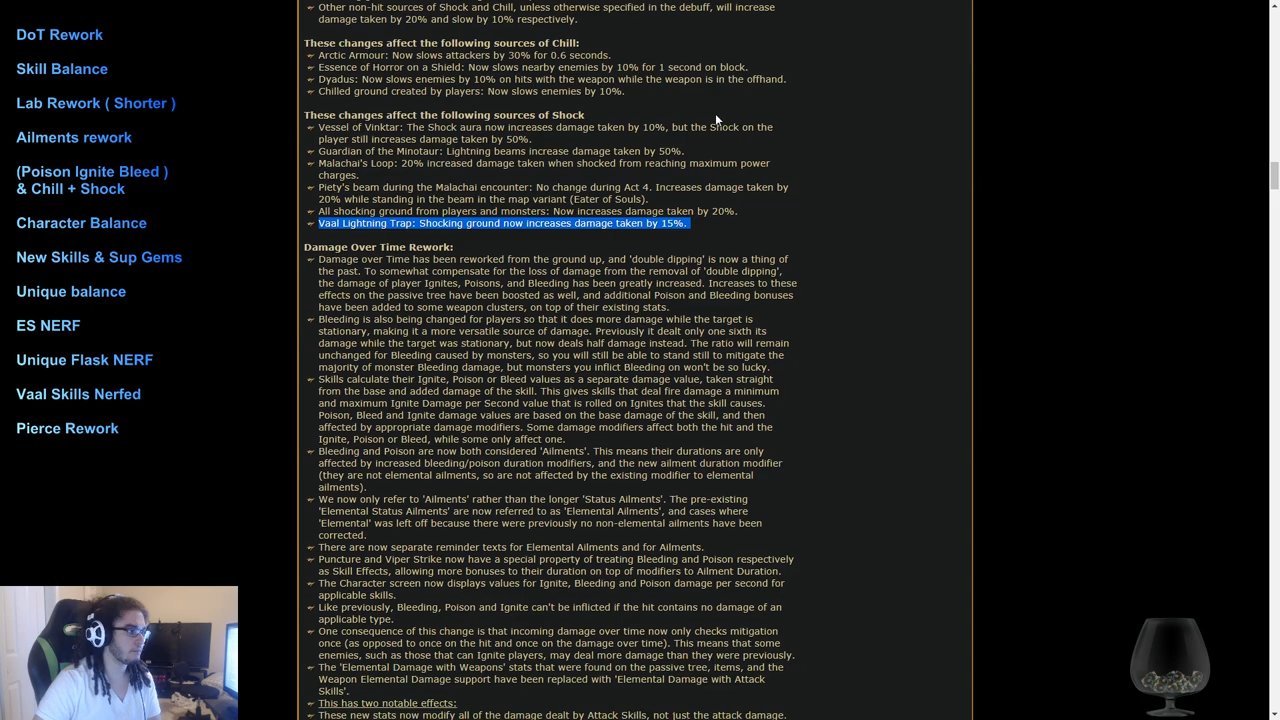 DoT Rework
Skill Balance
Lab Rework ( Shorter )
Ailments rework
(Poison Ignite Bleed )
& Chill + Shock
Character Balance
New Skills & Sup Gems
Unique balance
ES NERF
Unique Flask NERF
Vaal Skills Nerfed
Pierce Rework
Other non-hit sources of Shock and Chill, unless otherwise specified in the debuff, will increase
damage taken by 20% and slow by 10% respectively.
These changes affect the following sources of Chill:
Arctic Armour: Now slows attackers by 30% for 0.6 seconds.
Essence of Horror on a Shield: Now slows nearby enemies by 10% for 1 second on block.
Dyadus: Now slows enemies by 10% on hits with the weapon while the weapon is in the offhand.
Chilled ground created by players: Now slows enemies by 10%.
These changes affect the following sources of Shock
Vessel of Vinktar: The Shock aura now increases damage taken by 10%, but the Shock on the
player still increases damage taken by 50%.
Guardian of the Minotaur: Lightning beams increase damage taken by 50%.
Malachai's Loop: 20% increased damage taken when shocked from reaching maximum power
charges.
Piety's beam during the Malachai encounter: No change during Act 4. Increases damage taken by
20% while standing in the beam in the map variant (Eater of Souls).
All shocking ground from players and monsters: Now increases damage taken by 20%.
Vaal Lightning Trap: Shocking ground now increases damage taken by 15%.
Damage Over Time Rework:
Damage over Time has been reworked from the ground up, and 'double dipping' is now a thing of
the past. To somewhat compensate for the loss of damage from the removal of 'double dipping',
the damage of player Ignites, Poisons, and Bleeding has been greatly increased. Increases to these
effects on the passive tree have been boosted as well, and additional Poison and Bleeding bonuses
have been added to some weapon clusters, on top of their existing stats.
Bleeding is also being changed for players so that it does more damage while the target is
stationary, making it a more versatile source of damage. Previously it dealt only one sixth its
damage while the target was stationary, but now deals half damage instead. The ratio will remain
unchanged for Bleeding caused by monsters, so you will still be able to stand still to mitigate the
majority of monster Bleeding damage, but monsters you inflict Bleeding on won't be so lucky.
Skills calculate their Ignite, Poison or Bleed values as a separate damage value, taken straight
from the base and added damage of the skill. This gives skills that deal fire damage a minimum
and maximum Ignite Damage per Second value that is rolled on Ignites that the skill causes.
Poison, Bleed and Ignite damage values are based on the base damage of the skill, and then
affected by appropriate damage modifiers. Some damage modifiers affect both the hit and the
Ignite, Poison or Bleed, while some only affect one.
Bleeding and Poison are now both considered 'Ailments'. This means their durations are only
affected by increased bleeding/poison duration modifiers, and the new ailment duration modifier
(they are not elemental ailments, so are not affected by the existing modifier to elemental
ailments).
We now only refer to 'Ailments' rather than the longer 'Status Ailments'. The pre-existing
'Elemental Status Ailments' are now referred to as 'Elemental Ailments', and cases where
'Elemental' was left off because there were previously no non-elemental ailments have been
corrected.
There are now separate reminder texts for Elemental Ailments and for Ailments.
Puncture and Viper Strike now have a special property of treating Bleeding and Poison respectively
as Skill Effects, allowing more bonuses to their duration on top of modifiers to Ailment Duration.
The Character screen now displays values for Ignite, Bleeding and Poison damage per second for
applicable skills.
Like previously, Bleeding, Poison and Ignite can't be inflicted if the hit contains no damage of an
applicable type.
One consequence of this change is that incoming damage over time now only checks mitigation
once (as opposed to once on the hit and once on the damage over time). This means that some
enemies, such as those that can Ignite players, may deal more damage than they were previously.
The 'Elemental Damage with Weapons' stats that were found on the passive tree, items, and the
Weapon Elemental Damage support have been replaced with 'Elemental Damage with Attack
Skills'.
This has two notable effects:
These new stats now modify all of the damage dealt by Attack Skills, not just the attack damage.